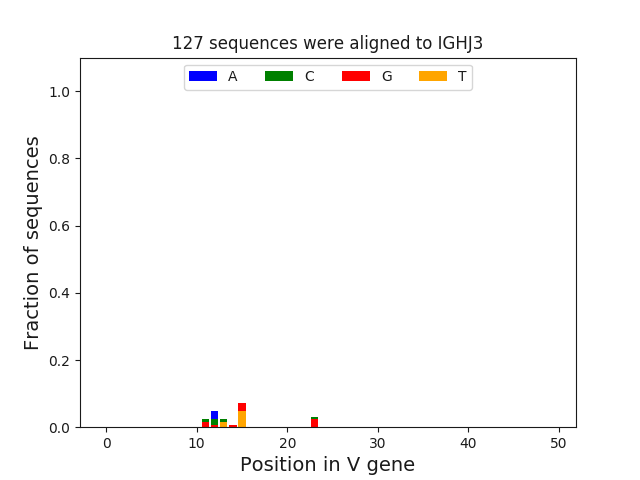 127 sequences were aligned to IGHJ3
A C G T
1.0
0.8
0.6
0.4
0.2
0.0
Fraction of sequences
0 10 20 30 40 50
Position in V gene